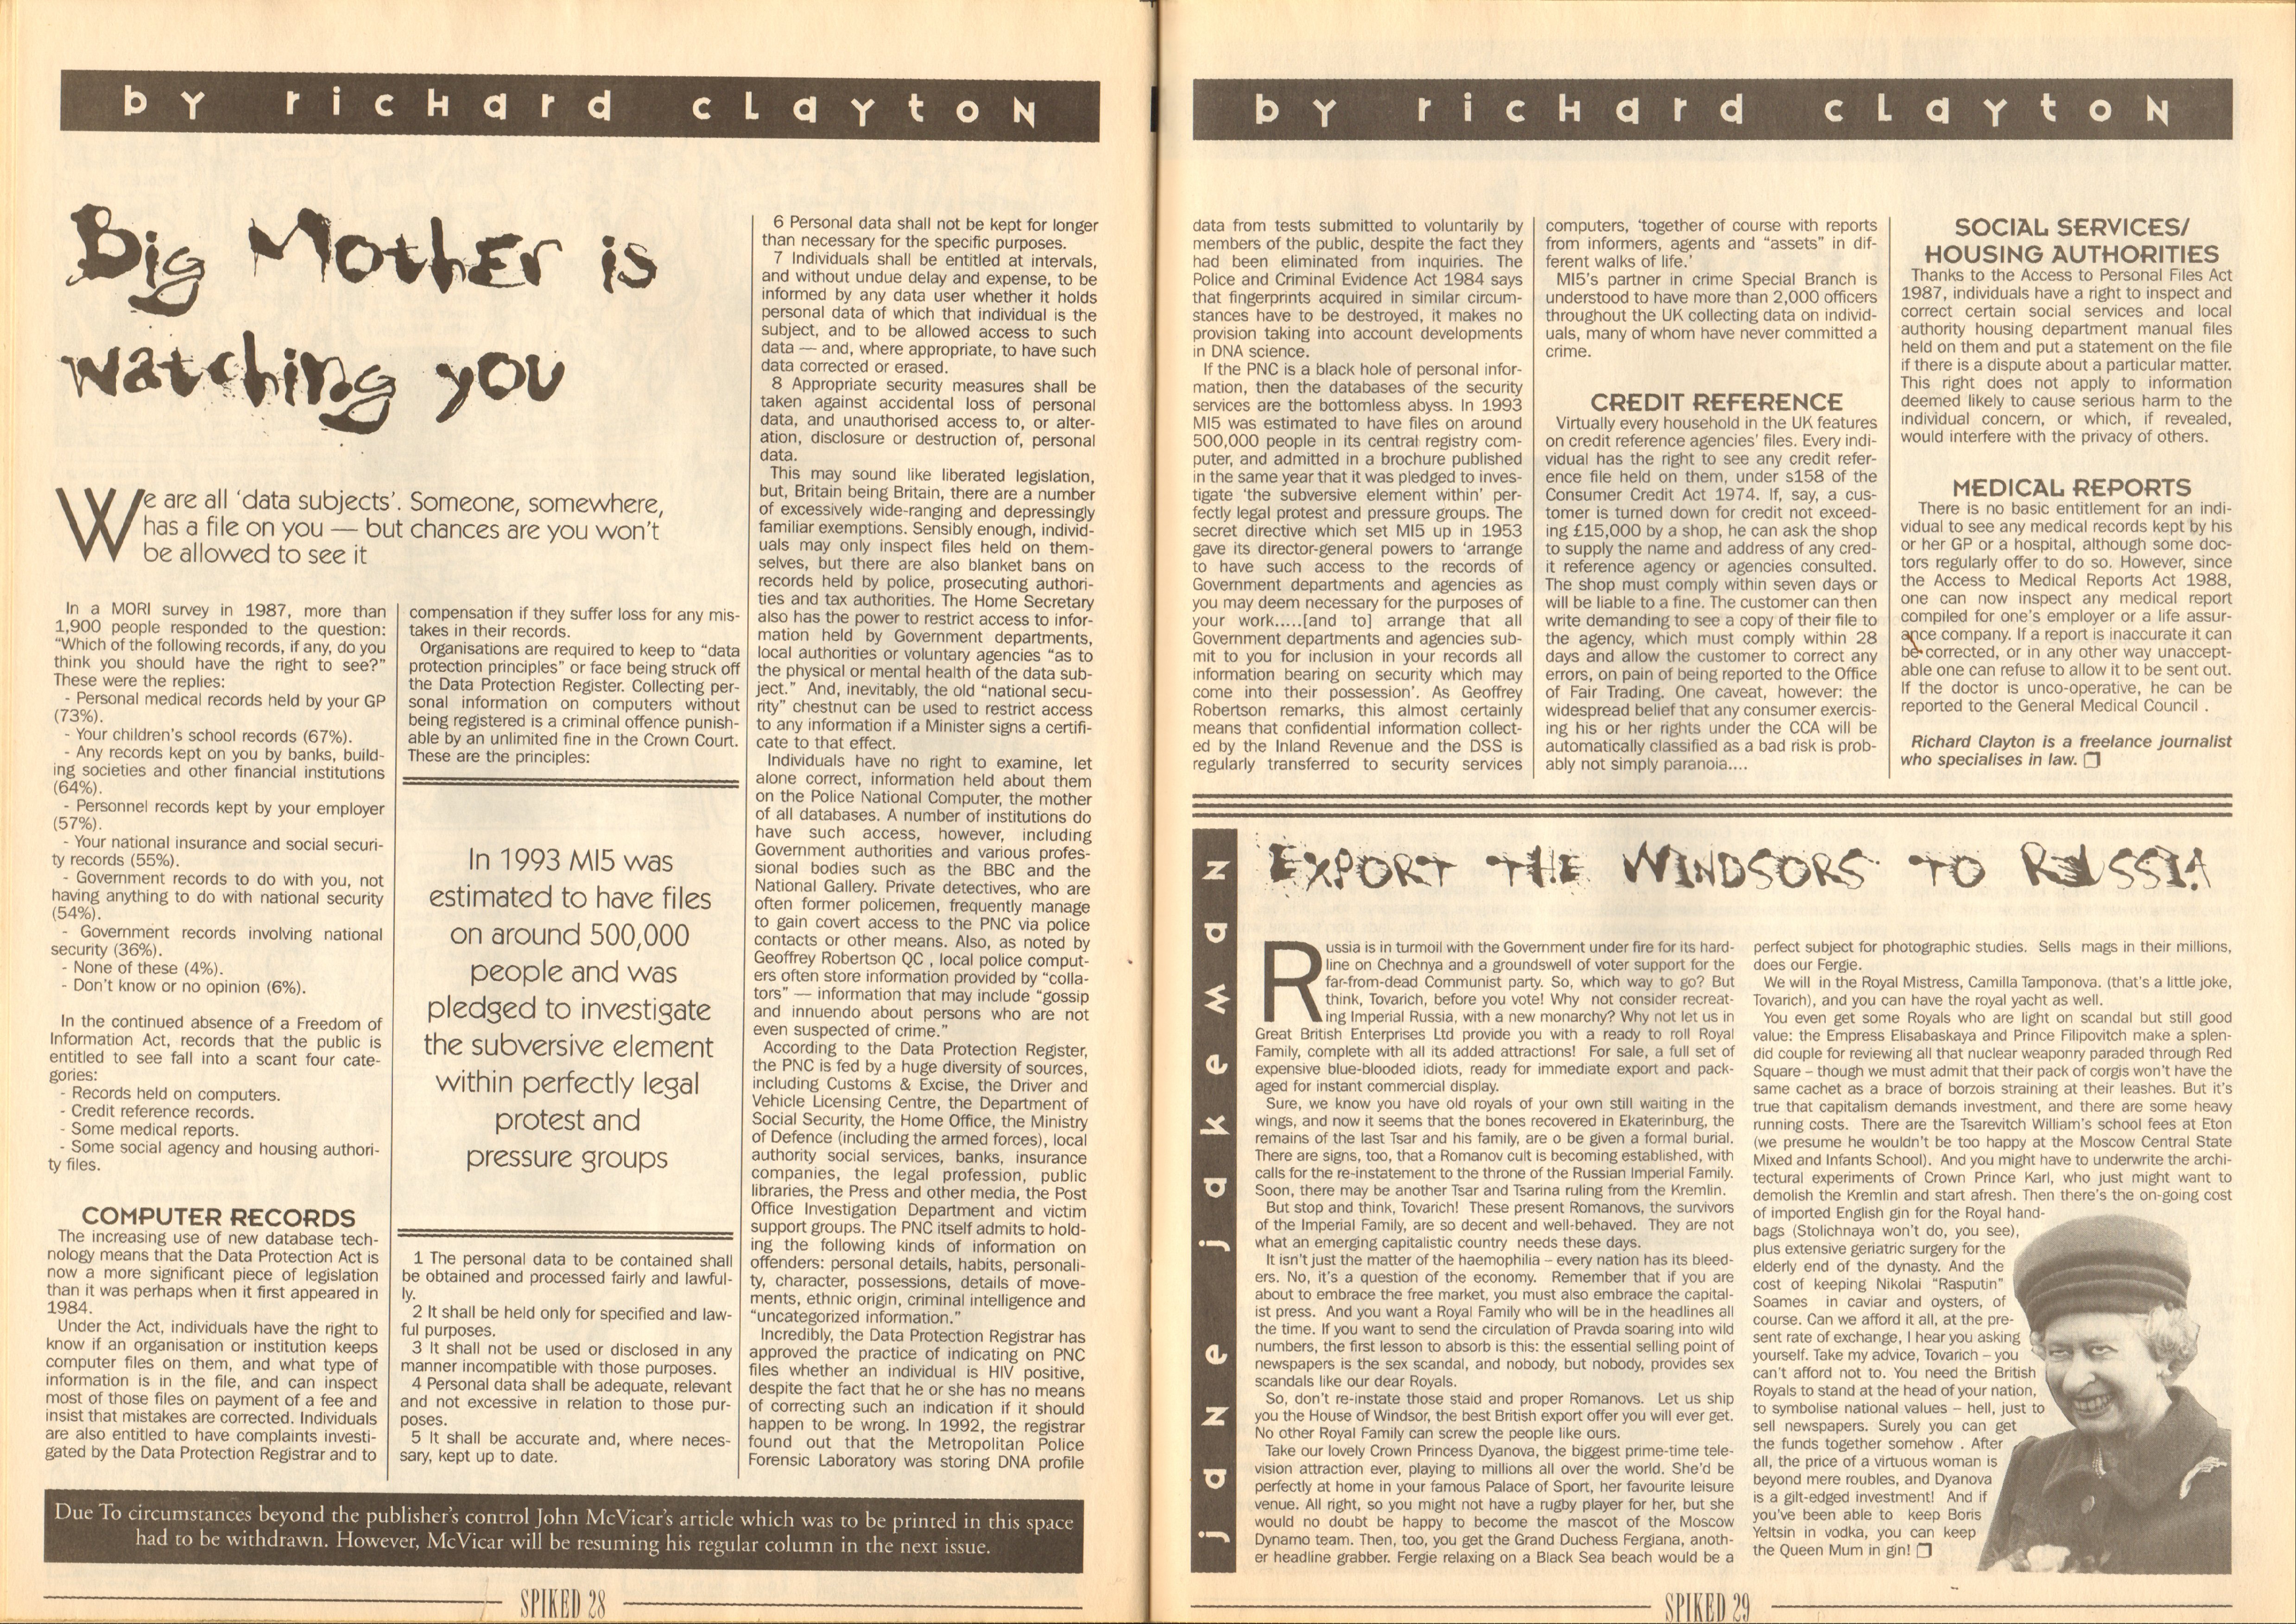 by richard clayton
Big Mother is
watching you
We are all 'data subjects'. Someone, somewhere,
has a file on you — but chances are you won't
be allowed to see it
In a MORI survey in 1987, more than
1,900 people responded to the question:
"Which of the following records, if any, do you
think you should have the right to see?"
These were the replies:
- Personal medical records held by your GP
(73%).
- Your children's school records (67%).
- Any records kept on you by banks, build-
ing societies and other financial institutions
(64%).
- Personnel records kept by your employer
(57%).
- Your national insurance and social securi-
ty records (55%).
- Government records to do with you, not
having anything to do with national security
(54%).
- Government records involving national
security (36%).
- None of these (4%).
- Don't know or no opinion (6%).
In the continued absence of a Freedom of
Information Act, records that the public is
entitled to see fall into a scant four cate-
gories:
- Records held on computers.
- Credit reference records.
- Some medical reports.
- Some social agency and housing authori-
ty files.
COMPUTER RECORDS
The increasing use of new database tech-
nology means that the Data Protection Act is
now a more significant piece of legislation
than it was perhaps when it first appeared in
1984.
Under the Act, individuals have the right to
know if an organisation or institution keeps
computer files on them, and what type of
information is in the file, and can inspect
most of those files on payment of a fee and
insist that mistakes are corrected. Individuals
are also entitled to have complaints investi-
gated by the Data Protection Registrar and to
compensation if they suffer loss for any mis-
takes in their records.
Organisations are required to keep to "data
protection principles" or face being struck off
the Data Protection Register. Collecting per-
sonal information on computers without
being registered is a criminal offence punish-
able by an unlimited fine in the Crown Court.
These are the principles:
In 1993 MI5 was
estimated to have files
on around 500,000
people and was
pledged to investigate
the subversive element
within perfectly legal
protest and
pressure groups
1 The personal data to be contained shall
be obtained and processed fairly and lawful-
ly.
2 It shall be held only for specified and law-
ful purposes.
3 It shall not be used or disclosed in any
manner incompatible with those purposes.
4 Personal data shall be adequate, relevant
and not excessive in relation to those pur-
poses.
5 It shall be accurate and, where neces-
sary, kept up to date.
6 Personal data shall not be kept for longer
than necessary for the specific purposes.
7 Individuals shall be entitled at intervals,
and without undue delay and expense, to be
informed by any data user whether it holds
personal data of which that individual is the
subject, and to be allowed access to such
data — and, where appropriate, to have such
data corrected or erased.
8 Appropriate security measures shall be
taken against accidental loss of personal
data, and unauthorised access to, or alter-
ation, disclosure or destruction of, personal
data.
This may sound like liberated legislation,
but, Britain being Britain, there are a number
of excessively wide-ranging and depressingly
familiar exemptions. Sensibly enough, individ-
uals may only inspect files held on them-
selves, but there are also blanket bans on
records held by police, prosecuting authori-
ties and tax authorities. The Home Secretary
also has the power to restrict access to infor-
mation held by Government departments,
local authorities or voluntary agencies "as to
the physical or mental health of the data sub-
ject." And, inevitably, the old "national secu-
rity" chestnut can be used to restrict access
to any information if a Minister signs a certifi-
cate to that effect.
Individuals have no right to examine, let
alone correct, information held about them
on the Police National Computer, the mother
of all databases. A number of institutions do
have such access, however, including
Government authorities and various profes-
sional bodies such as the BBC and the
National Gallery. Private detectives, who are
often former policemen, frequently manage
to gain covert access to the PNC via police
contacts or other means. Also, as noted by
Geoffrey Robertson QC , local police comput-
ers often store information provided by "colla-
tors" — information that may include "gossip
and innuendo about persons who are not
even suspected of crime."
According to the Data Protection Register,
the PNC is fed by a huge diversity of sources,
including Customs & Excise, the Driver and
Vehicle Licensing Centre, the Department of
Social Security, the Home Office, the Ministry
of Defence (including the armed forces), local
authority social services, banks, insurance
companies, the legal profession, public
libraries, the Press and other media, the Post
Office Investigation Department and victim
support groups. The PNC itself admits to hold-
ing the following kinds of information on
offenders: personal details, habits, personali-
ty, character, possessions, details of move-
ments, ethnic origin, criminal intelligence and
"uncategorized information."
Incredibly, the Data Protection Registrar has
approved the practice of indicating on PNC
files whether an individual is HIV positive,
despite the fact that he or she has no means
of correcting such an indication if it should
happen to be wrong. In 1992, the registrar
found out that the Metropolitan Police
Forensic Laboratory was storing DNA profile
Due To circumstances beyond the publisher's control John McVicar's article which was to be printed in this space
had to be withdrawn. However, McVicar will be resuming his regular column in the next issue.
SPIKED 28
by richard clayton
data from tests submitted to voluntarily by
members of the public, despite the fact they
had been eliminated from inquiries. The
Police and Criminal Evidence Act 1984 says
that fingerprints acquired in similar circum-
stances have to be destroyed, it makes no
provision taking into account developments
in DNA science.
If the PNC is a black hole of personal infor-
mation, then the databases of the security
services are the bottomless abyss. In 1993
MI5 was estimated to have files on around
500,000 people in its central registry com-
puter, and admitted in a brochure published
in the same year that it was pledged to inves-
tigate 'the subversive element within' per-
fectly legal protest and pressure groups. The
secret directive which set MI5 up in 1953
gave its director-general powers to 'arrange
to have such access to the records of
Government departments and agencies as
you may deem necessary for the purposes of
your work.....[and to] arrange that all
Government departments and agencies sub-
mit to you for inclusion in your records all
information bearing on security which may
come into their possession'. As Geoffrey
Robertson remarks, this almost certainly
means that confidential information collect-
ed by the Inland Revenue and the DSS is
regularly transferred to security services
computers, 'together of course with reports
from informers, agents and "assets" in dif-
ferent walks of life.'
MI5's partner in crime Special Branch is
understood to have more than 2,000 officers
throughout the UK collecting data on individ-
uals, many of whom have never committed a
crime.
CREDIT REFERENCE
Virtually every household in the UK features
on credit reference agencies' files. Every indi-
vidual has the right to see any credit refer-
ence file held on them, under s158 of the
Consumer Credit Act 1974. If, say, a cus-
tomer is turned down for credit not exceed-
ing £15,000 by a shop, he can ask the shop
to supply the name and address of any cred-
it reference agency or agencies consulted.
The shop must comply within seven days or
will be liable to a fine. The customer can then
write demanding to see a copy of their file to
the agency, which must comply within 28
days and allow the customer to correct any
errors, on pain of being reported to the Office
of Fair Trading. One caveat, however: the
widespread belief that any consumer exercis-
ing his or her rights under the CCA will be
automatically classified as a bad risk is prob-
ably not simply paranoia....
SOCIAL SERVICES/
HOUSING AUTHORITIES
Thanks to the Access to Personal Files Act
1987, individuals have a right to inspect and
correct certain social services and local
authority housing department manual files
held on them and put a statement on the file
if there is a dispute about a particular matter.
This right does not apply to information
deemed likely to cause serious harm to the
individual concern, or which, if revealed,
would interfere with the privacy of others.
MEDICAL REPORTS
There is no basic entitlement for an indi-
vidual to see any medical records kept by his
or her GP or a hospital, although some doc-
tors regularly offer to do so. However, since
the Access to Medical Reports Act 1988,
one can now inspect any medical report
compiled for one's employer or a life assur-
ance company. If a report is inaccurate it can
be corrected, or in any other way unaccept-
able one can refuse to allow it to be sent out.
If the doctor is unco-operative, he can be
reported to the General Medical Council .
Richard Clayton is a freelance journalist
who specialises in law.
jane jakeman
EXPORT THE WINDSORS TO RUSSIA
Russia is in turmoil with the Government under fire for its hard-
line on Chechnya and a groundswell of voter support for the
far-from-dead Communist party. So, which way to go? But
think, Tovarich, before you vote! Why not consider recreat-
ing Imperial Russia, with a new monarchy? Why not let us in
Great British Enterprises Ltd provide you with a ready to roll Royal
Family, complete with all its added attractions! For sale, a full set of
expensive blue-blooded idiots, ready for immediate export and pack-
aged for instant commercial display.
Sure, we know you have old royals of your own still waiting in the
wings, and now it seems that the bones recovered in Ekaterinburg, the
remains of the last Tsar and his family, are o be given a formal burial.
There are signs, too, that a Romanov cult is becoming established, with
calls for the re-instatement to the throne of the Russian Imperial Family.
Soon, there may be another Tsar and Tsarina ruling from the Kremlin.
But stop and think, Tovarich! These present Romanovs, the survivors
of the Imperial Family, are so decent and well-behaved. They are not
what an emerging capitalistic country needs these days.
It isn't just the matter of the haemophilia – every nation has its bleed-
ers. No, it's a question of the economy. Remember that if you are
about to embrace the free market, you must also embrace the capital-
ist press. And you want a Royal Family who will be in the headlines all
the time. If you want to send the circulation of Pravda soaring into wild
numbers, the first lesson to absorb is this: the essential selling point of
newspapers is the sex scandal, and nobody, but nobody, provides sex
scandals like our dear Royals.
So, don't re-instate those staid and proper Romanovs. Let us ship
you the House of Windsor, the best British export offer you will ever get.
No other Royal Family can screw the people like ours.
Take our lovely Crown Princess Dyanova, the biggest prime-time tele-
vision attraction ever, playing to millions all over the world. She'd be
perfectly at home in your famous Palace of Sport, her favourite leisure
venue. All right, so you might not have a rugby player for her, but she
would no doubt be happy to become the mascot of the Moscow
Dynamo team. Then, too, you get the Grand Duchess Fergiana, anoth-
er headline grabber. Fergie relaxing on a Black Sea beach would be a
perfect subject for photographic studies. Sells mags in their millions,
does our Fergie.
We will in the Royal Mistress, Camilla Tamponova. (that's a little joke,
Tovarich), and you can have the royal yacht as well.
You even get some Royals who are light on scandal but still good
value: the Empress Elisabaskaya and Prince Filipovitch make a splen-
did couple for reviewing all that nuclear weaponry paraded through Red
Square – though we must admit that their pack of corgis won't have the
same cachet as a brace of borzois straining at their leashes. But it's
true that capitalism demands investment, and there are some heavy
running costs. There are the Tsarevitch William's school fees at Eton
(we presume he wouldn't be too happy at the Moscow Central State
Mixed and Infants School). And you might have to underwrite the archi-
tectural experiments of Crown Prince Karl, who just might want to
demolish the Kremlin and start afresh. Then there's the on-going cost
of imported English gin for the Royal hand-
bags (Stolichnaya won't do, you see),
plus extensive geriatric surgery for the
elderly end of the dynasty. And the
cost of keeping Nikolai "Rasputin"
Soames in caviar and oysters, of
course. Can we afford it all, at the pre-
sent rate of exchange, I hear you asking
yourself. Take my advice, Tovarich – you
can't afford not to. You need the British
Royals to stand at the head of your nation,
to symbolise national values – hell, just to
sell newspapers. Surely you can get
the funds together somehow . After
all, the price of a virtuous woman is
beyond mere roubles, and Dyanova
is a gilt-edged investment! And if
you've been able to keep Boris
Yeltsin in vodka, you can keep
the Queen Mum in gin!
SPIKED 29